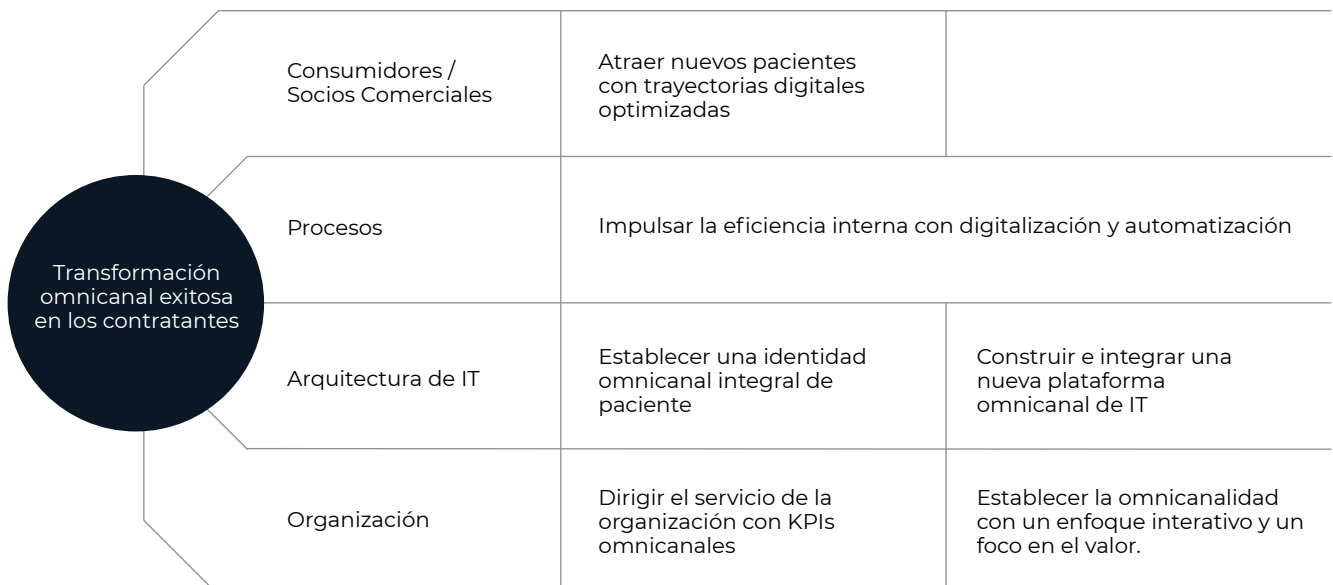 Transformación
omnicanal exitosa
en los contratantes
Consumidores /
Socios Comerciales
Atraer nuevos pacientes
con trayectorias digitales
optimizadas
Procesos
Impulsar la eficiencia interna con digitalización y automatización
Arquitectura de IT
Establecer una identidad
omnicanal integral de
paciente
Construir e integrar una
nueva plataforma
omnicanal de IT
Organización
Dirigir el servicio de la
organización con KPIs
omnicanales
Establecer la omnicanalidad
con un enfoque interativo y un
foco en el valor.